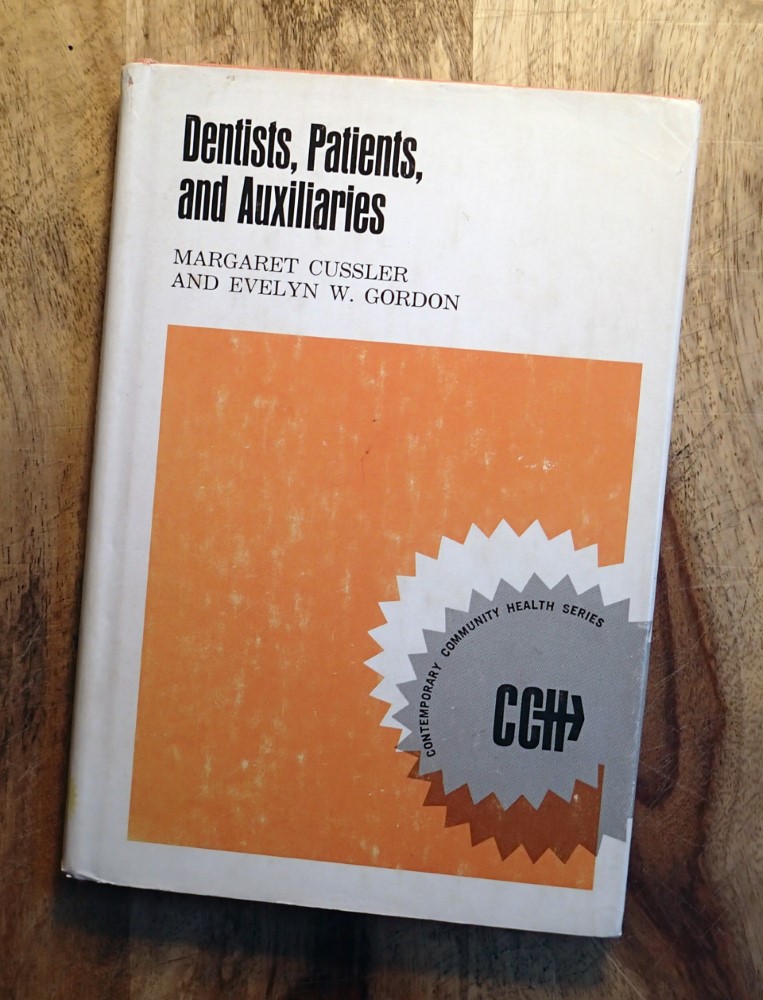 Dentists, Patients,
and Auxiliaries
MARGARET CUSSLER
AND EVELYN W. GORDON
CONTEMPORARY COMMUNITY HEALTH SERIES
CCH